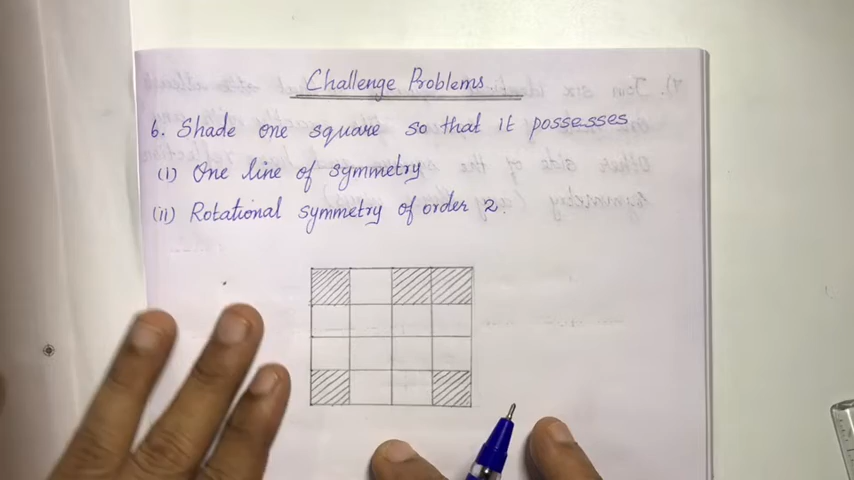 Challenge Problems
6. Shade one square so that it possesses
(i) One line of symmetry
(ii) Rotational symmetry of order 2.